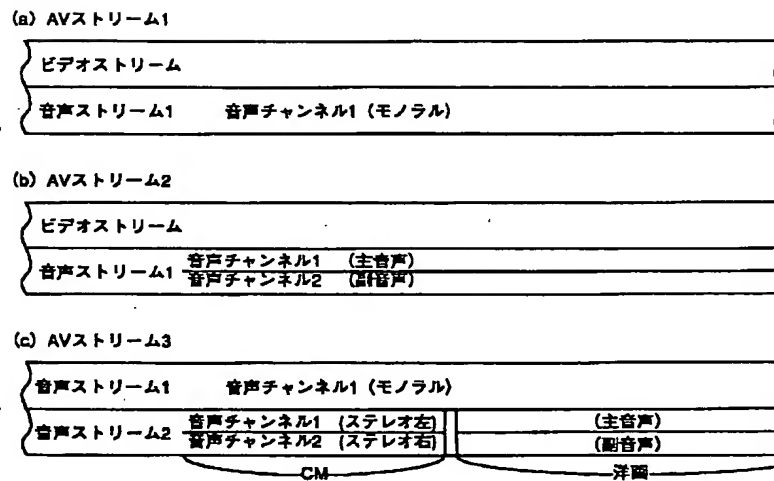 (a) AVストリーム1
ビデオストリーム
音声ストリーム1 音声チャンネル1 (モノラル)
(b) AVストリーム2
ビデオストリーム
音声ストリーム1
音声チャンネル1 (主音声)
音声チャンネル2 (副音声)
(c) AVストリーム3
音声ストリーム1 音声チャンネル1 (モノラル)
音声ストリーム2
音声チャンネル1 (ステレオ左) (主音声)
音声チャンネル2 (ステレオ右) (副音声)
CM 洋画